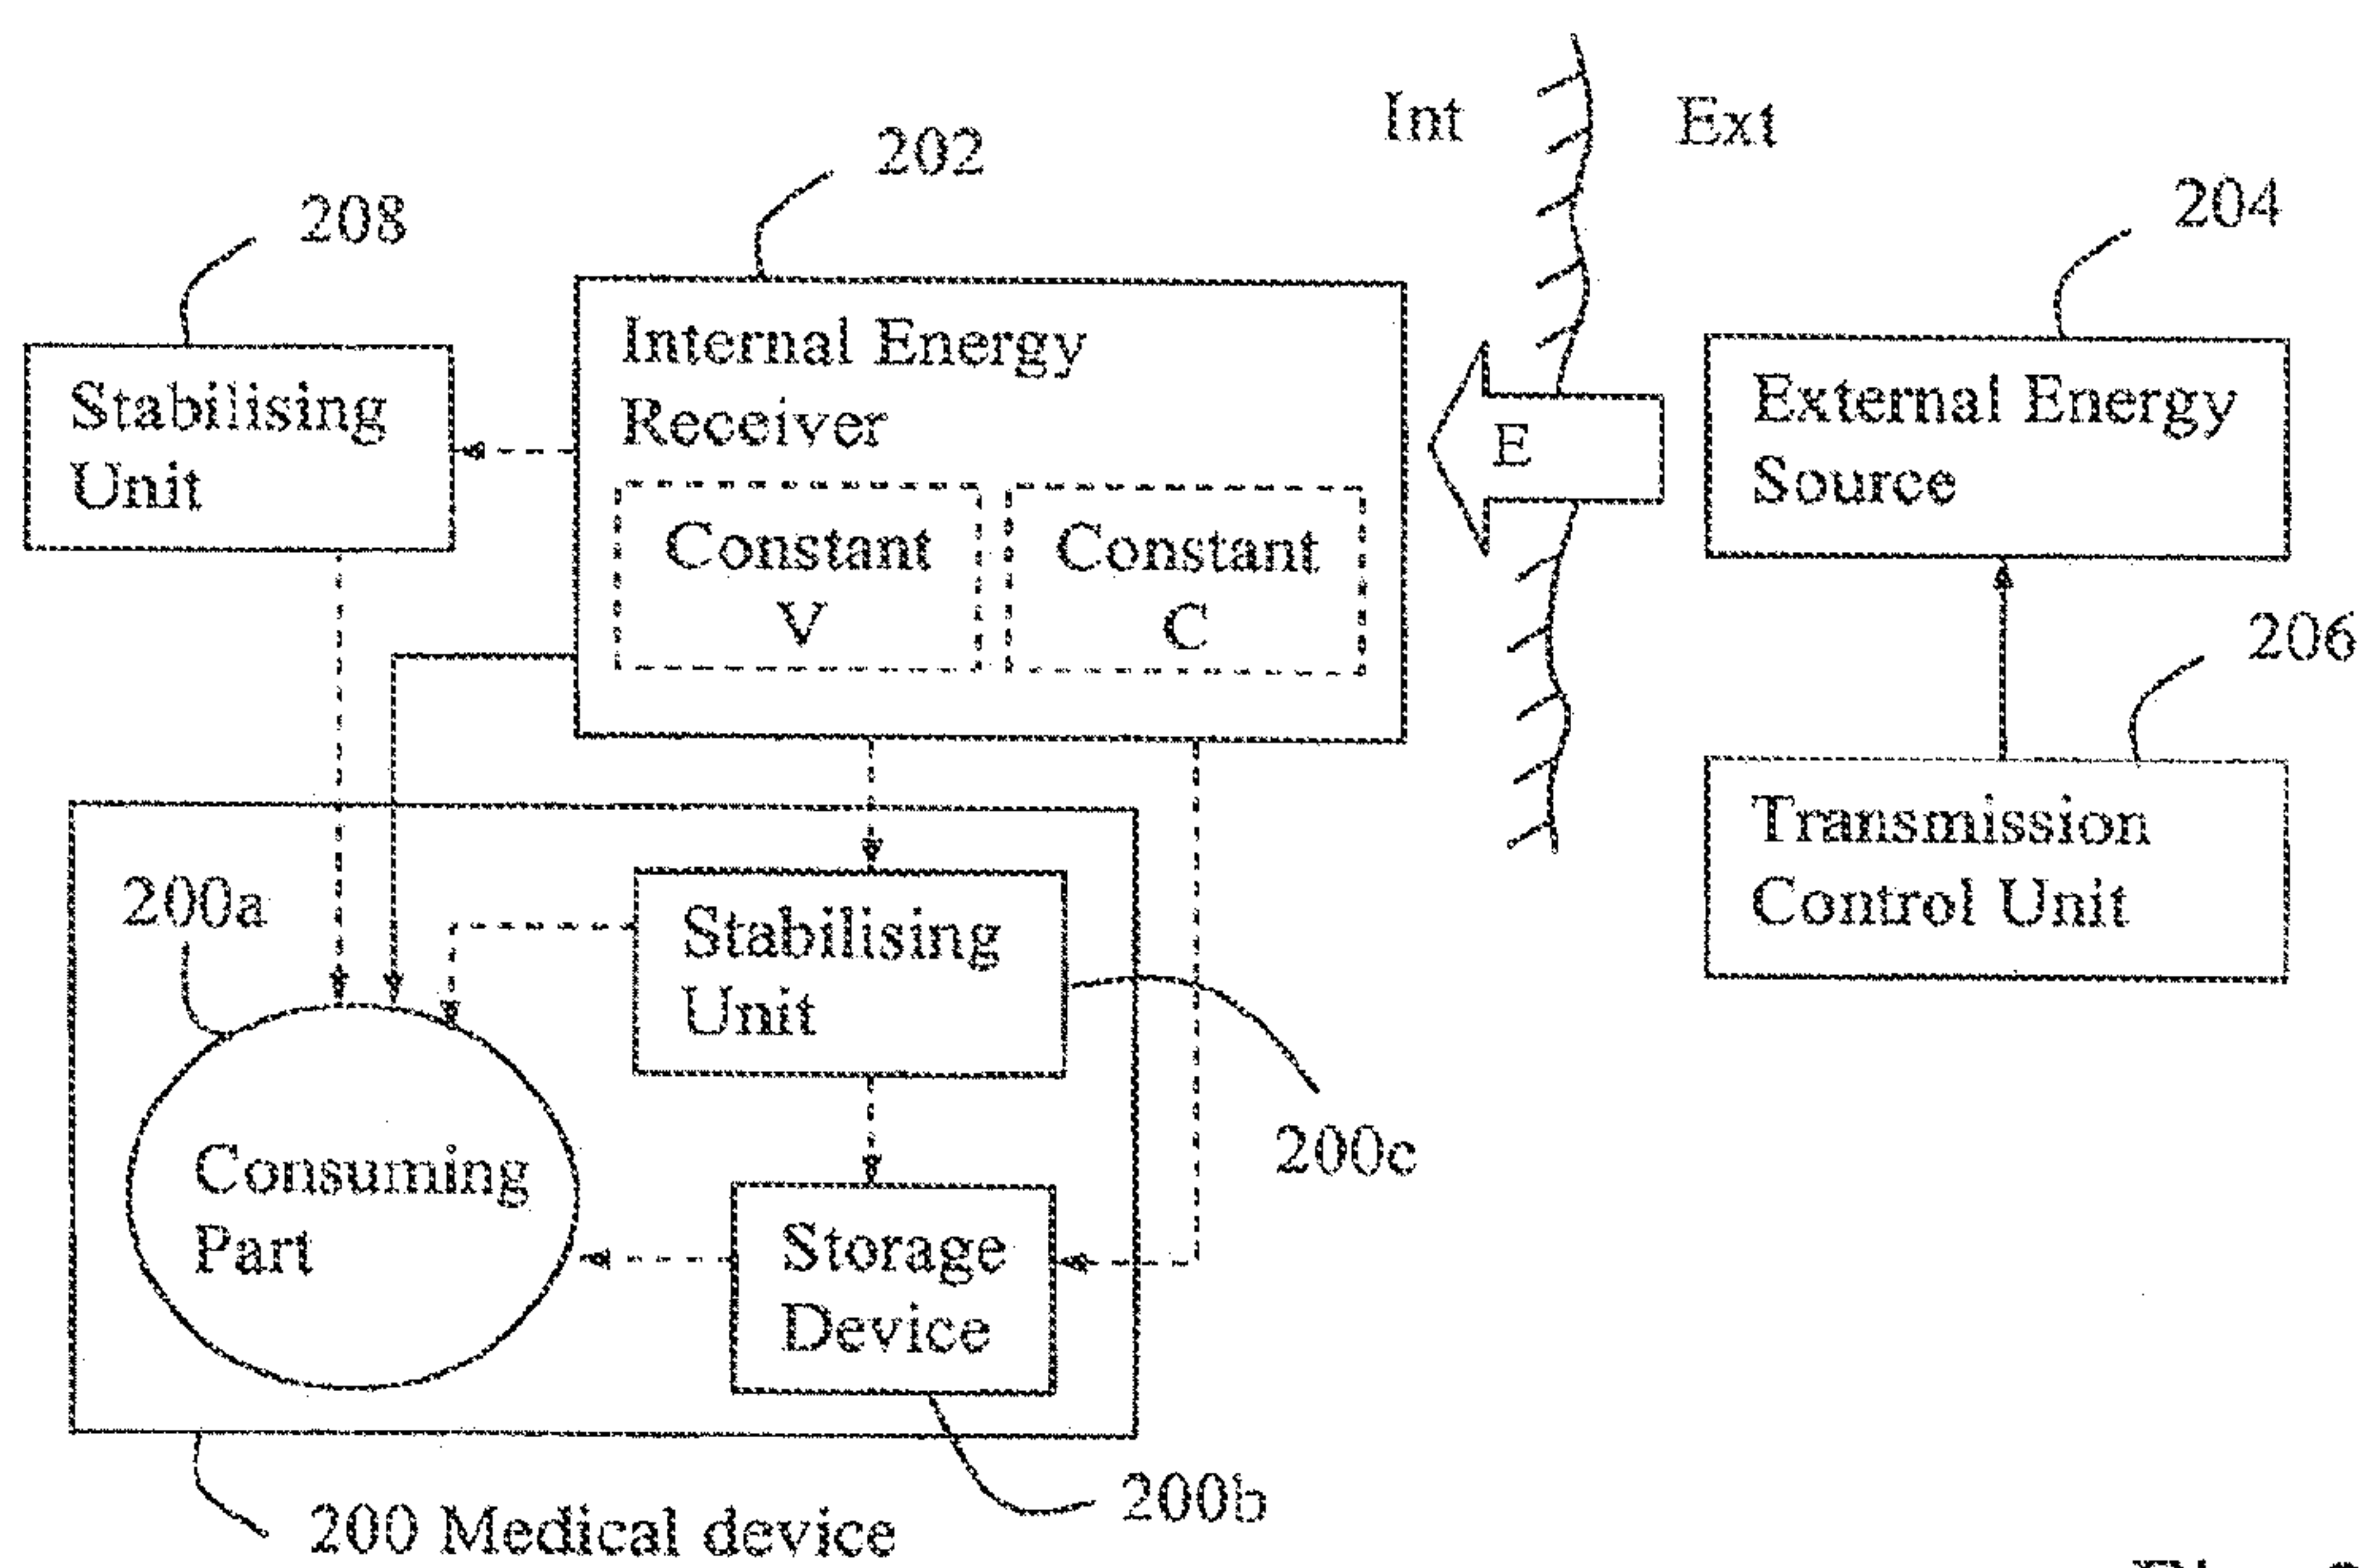 Int
Ext
202
208
204
Internal Energy
Receiver
Stabilising
Unit
E
External Energy
Source
Constant
V
Constant
C
206
Transmission
Control Unit
200a
Stabilising
Unit
200c
Consuming
Part
Storage
Device
200b
200 Medical device